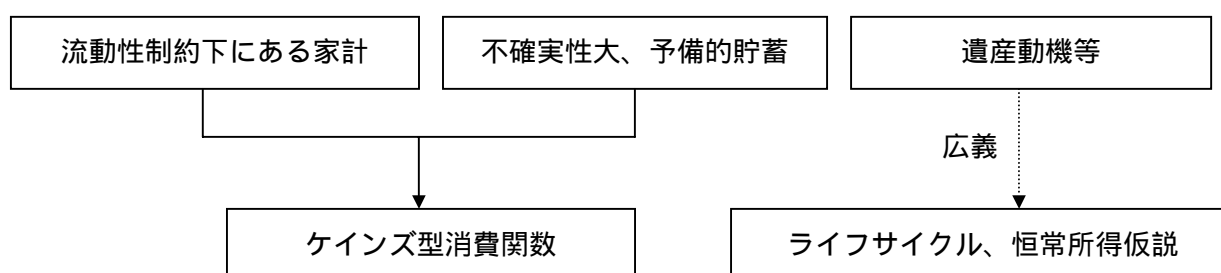 流動性制約下にある家計
不確実性大、予備的貯蓄
遺産動機等
広義
ケインズ型消費関数
ライフサイクル、恒常所得仮説